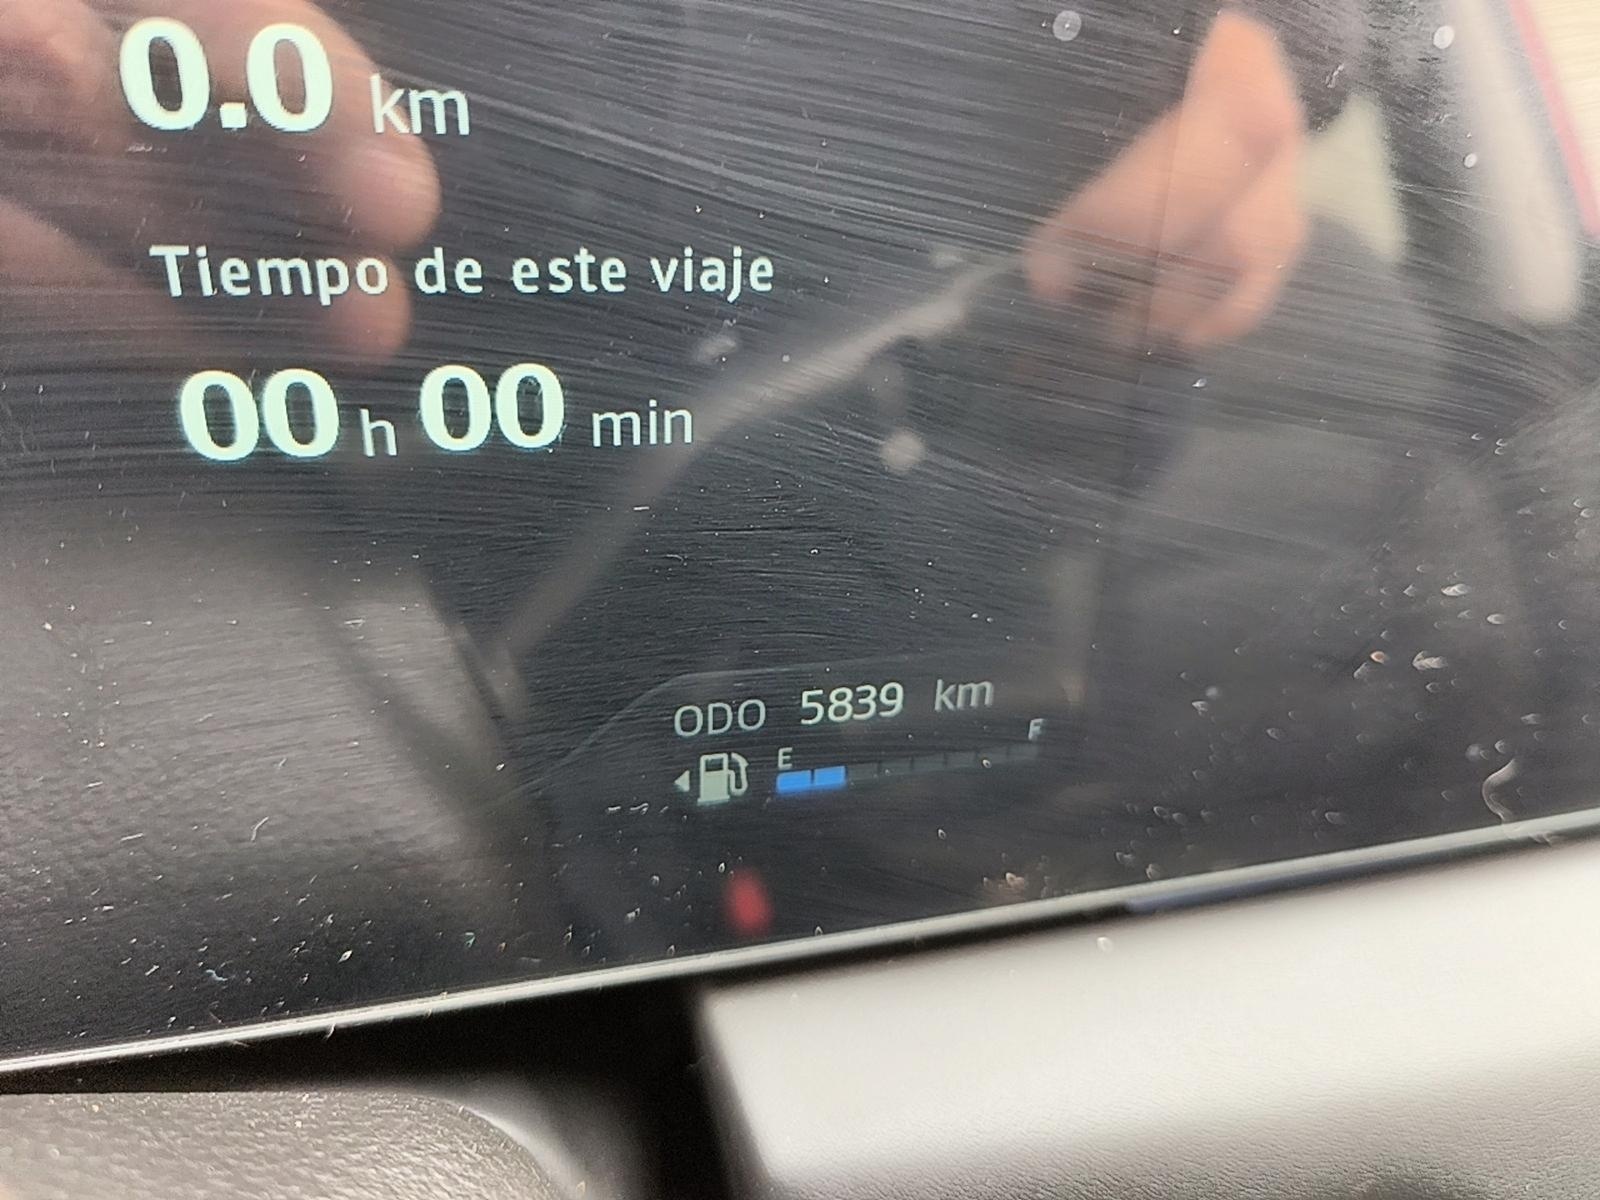 0.0 km
Tiempo de este viaje
00 h 00 min
ODO 5839 km
E F